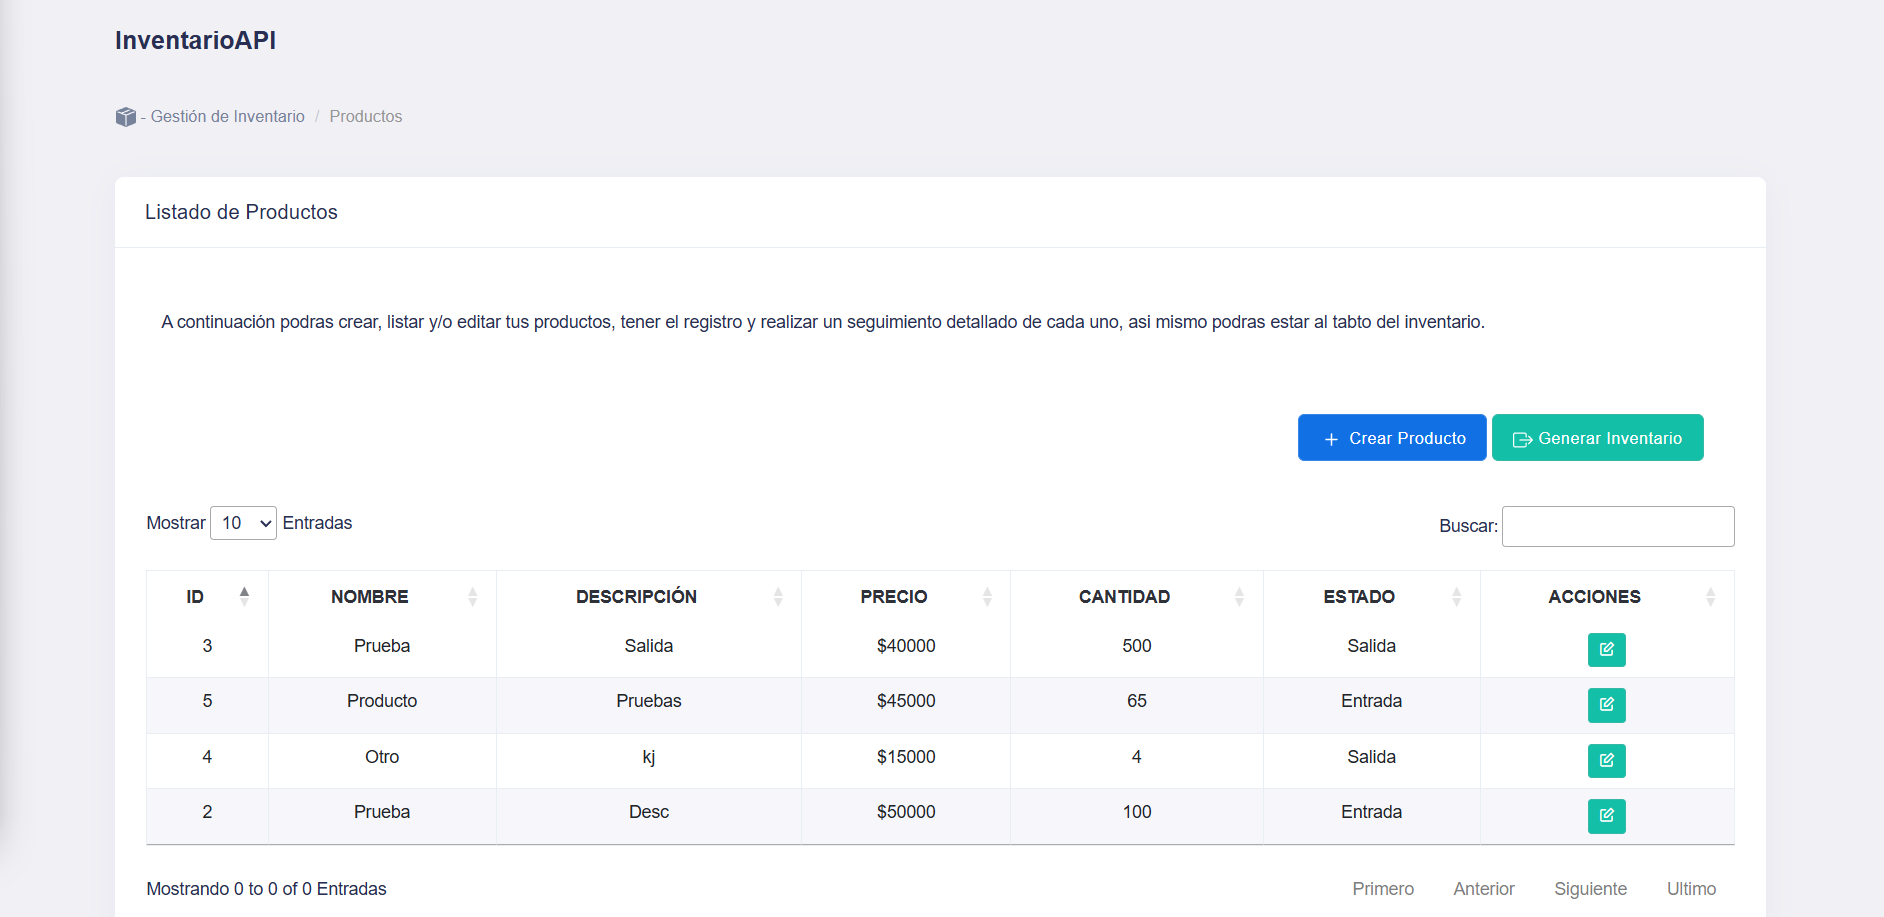 InventarioAPI
- Gestión de Inventario / Productos
Listado de Productos
A continuación podras crear, listar y/o editar tus productos, tener el registro y realizar un seguimiento detallado de cada uno, asi mismo podras estar al tabto del inventario.
Crear Producto Generar Inventario
Mostrar 10 Entradas Buscar:
ID NOMBRE DESCRIPCIÓN PRECIO CANTIDAD ESTADO ACCIONES
3 Prueba Salida $40000 500 Salida
5 Producto Pruebas $45000 65 Entrada
4 Otro kj $15000 4 Salida
2 Prueba Desc $50000 100 Entrada
Mostrando 0 to 0 of 0 Entradas Primero Anterior Siguiente Ultimo